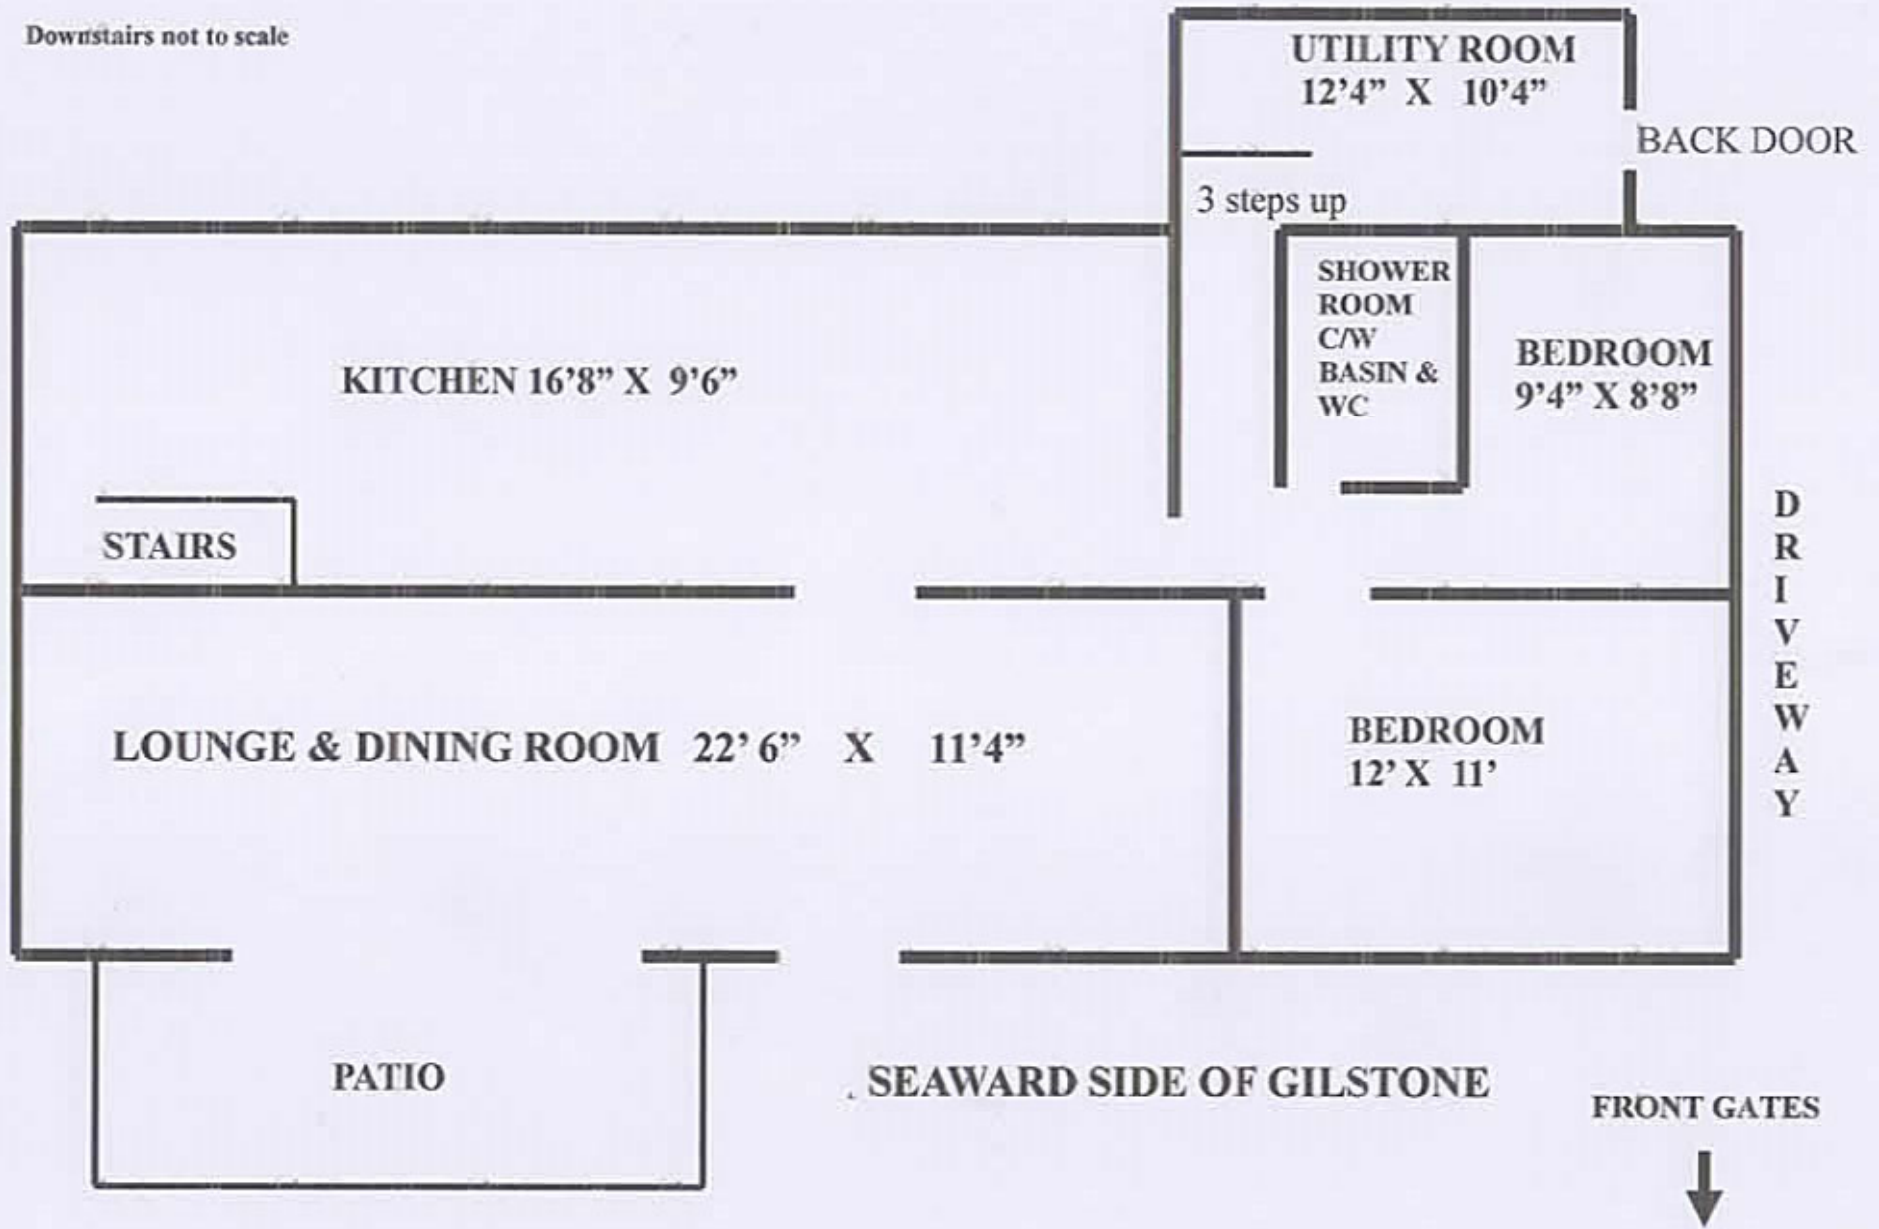 Downstairs not to scale
UTILITY ROOM
12'4” X 10'4”
BACK DOOR
3 steps up
SHOWER
ROOM
C/W
BASIN &
WC
BEDROOM
9'4” X 8'8”
KITCHEN 16'8” X 9'6”
STAIRS
DRIVEWAY
LOUNGE & DINING ROOM 22' 6” X 11'4”
BEDROOM
12' X 11'
PATIO
SEAWARD SIDE OF GILSTONE
FRONT GATES